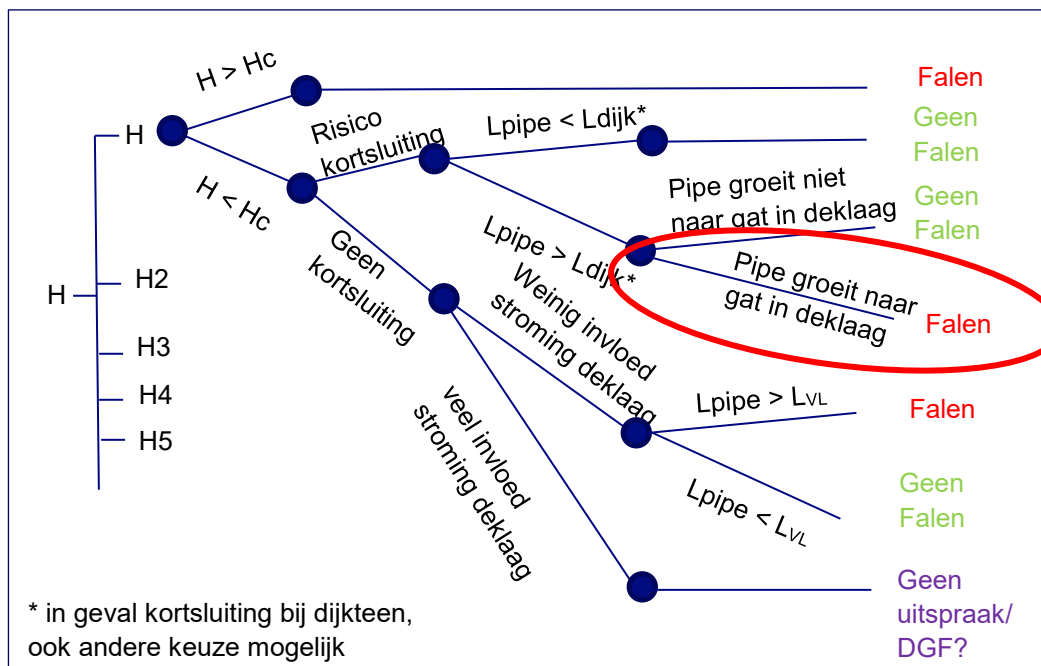 H > Hc
Falen
H
Risico
kortsluiting
Lpipe < Ldijk*
Geen
Falen
H < Hc
Pipe groeit niet
naar gat in deklaag
Geen
Falen
Geen
kortsluiting
Lpipe > Ldijk*
Pipe groeit naar
gat in deklaag
Falen
H
H2
H3
H4
H5
Weinig invloed
stroming deklaag
Lpipe > LVL
Falen
veel invloed
stroming deklaag
Lpipe < LVL
Geen
Falen
Geen
uitspraak/
DGF?
* in geval kortsluiting bij dijkteen,
ook andere keuze mogelijk